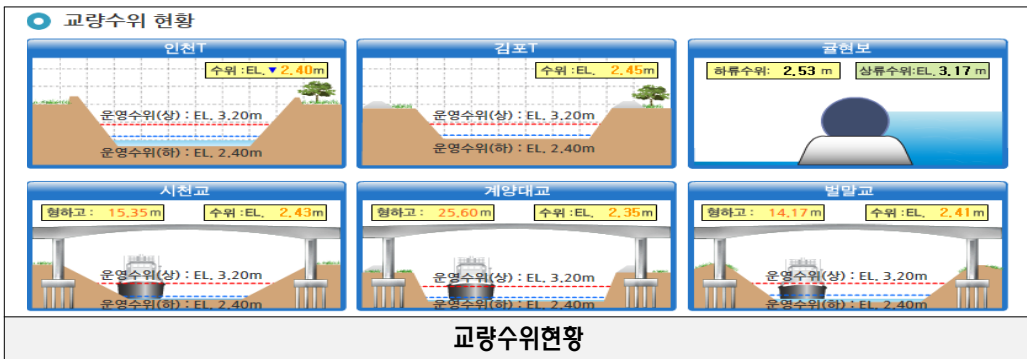 교량수위 현황
인천T
수위 :EL.▼2.40m
운영수위(상) : EL. 3.20m
운영수위(하) : EL. 2.40m
김포T
수위 :EL. 2.45m
운영수위(상) : EL. 3.20m
운영수위(하) : EL. 2.40m
귤현보
하류수위: 2.53 m
상류수위:EL. 3.17 m
시천교
형하고 : 15.35m
수위 :EL. 2.43m
운영수위(상) : EL. 3.20m
운영수위(하) : EL. 2.40m
계양대교
형하고 : 25.60m
수위 :EL. 2.35m
운영수위(상) : EL. 3.20m
운영수위(하) : EL. 2.40m
벌말교
형하고 : 14.17m
수위 :EL. 2.41m
운영수위(상) : EL. 3.20m
운영수위(하) : EL. 2.40m
교량수위현황